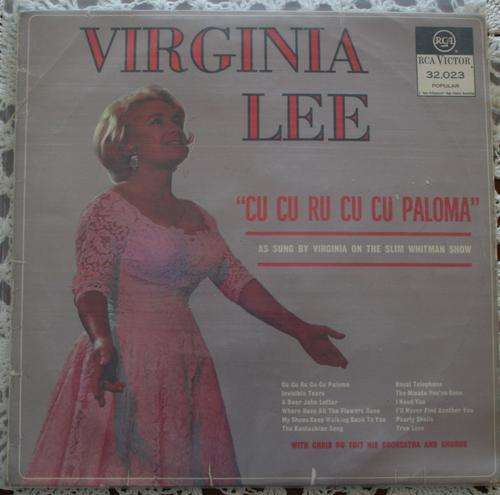 VIRGINIA
LEE
RCA
RCA VICTOR
32.023
POPULAR
"CU CU RU CU CU PALOMA"
AS SUNG BY VIRGINIA ON THE SLIM WHITMAN SHOW
Cu Cu Ru Cu Cu Paloma
Invisible Tears
A Dear John Letter
Where Have All The Flowers Gone
My Shoes Keep Walking Back To You
The Kentuckian Song
Royal Telephone
The Minute You're Gone
I Need You
I'll Never Find Another You
Pearly Shells
True Love
WITH CHRIS DU TOIT HIS ORCHESTRA AND CHORUS